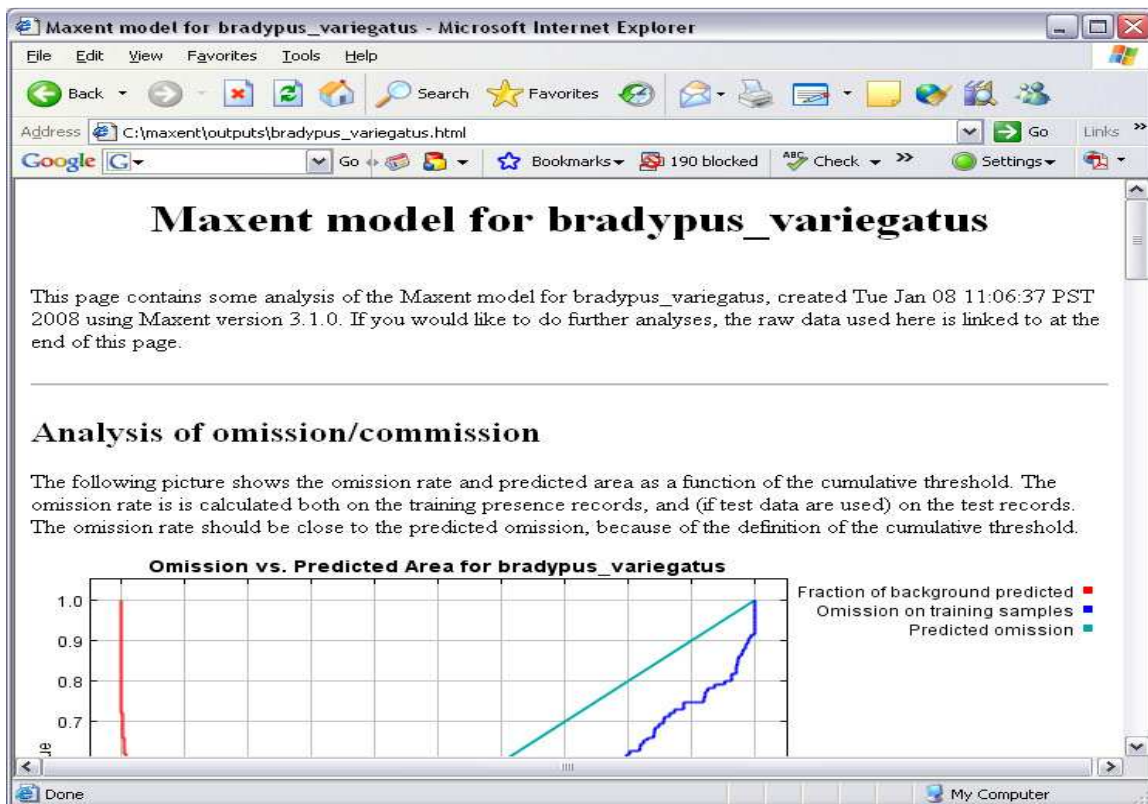 Maxent model for bradypus_variegatus - Microsoft Internet Explorer
File Edit View Favorites Tools Help
Back Search Favorites
Address C:\maxent\outputs\bradypus_variegatus.html Go Links »
Google G Go Bookmarks 190 blocked ABC Check » Settings
Maxent model for bradypus_variegatus
This page contains some analysis of the Maxent model for bradypus_variegatus, created Tue Jan 08 11:06:37 PST
2008 using Maxent version 3.1.0. If you would like to do further analyses, the raw data used here is linked to at the
end of this page.
Analysis of omission/commission
The following picture shows the omission rate and predicted area as a function of the cumulative threshold. The
omission rate is is calculated both on the training presence records, and (if test data are used) on the test records.
The omission rate should be close to the predicted omission, because of the definition of the cumulative threshold.
Omission vs. Predicted Area for bradypus_variegatus
Fraction of background predicted
Omission on training samples
Predicted omission
1.0
0.9
0.8
0.7
Done My Computer